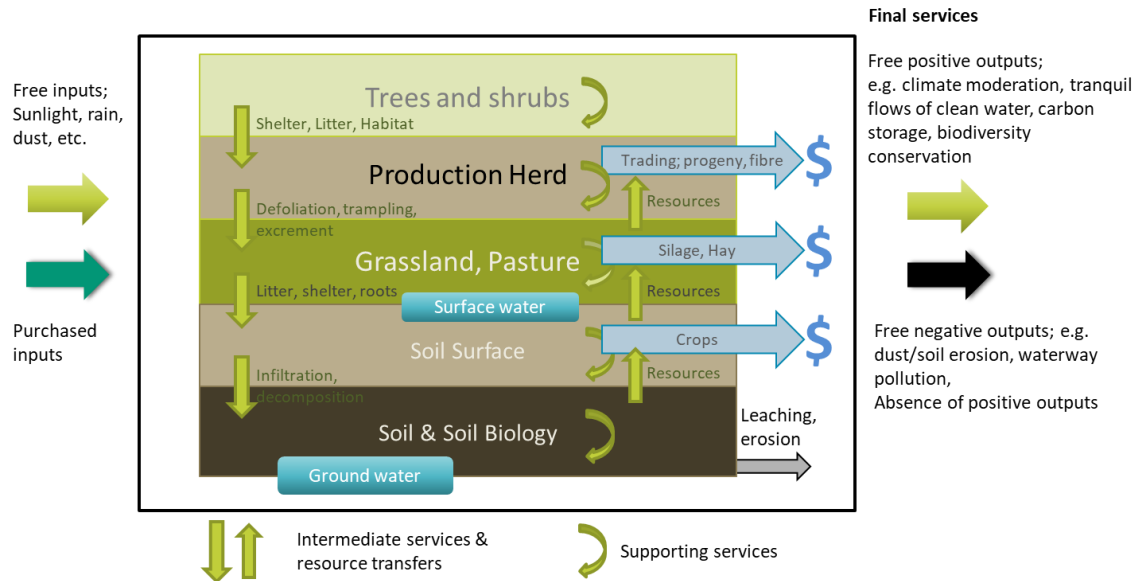 Final services
Free inputs;
Sunlight, rain,
dust, etc.
Purchased
inputs
Trees and shrubs
Shelter, Litter, Habitat
Production Herd
Trading; progeny, fibre
$
Defoliation, trampling,
excrement
Resources
Grassland, Pasture
Silage, Hay
$
Litter, shelter, roots
Resources
Surface water
Soil Surface
Crops
$
Infiltration,
decomposition
Resources
Soil & Soil Biology
Ground water
Leaching,
erosion
Free positive outputs;
e.g. climate moderation, tranquil
flows of clean water, carbon
storage, biodiversity
conservation
Free negative outputs; e.g.
dust/soil erosion, waterway
pollution,
Absence of positive outputs
Intermediate services &
resource transfers
Supporting services